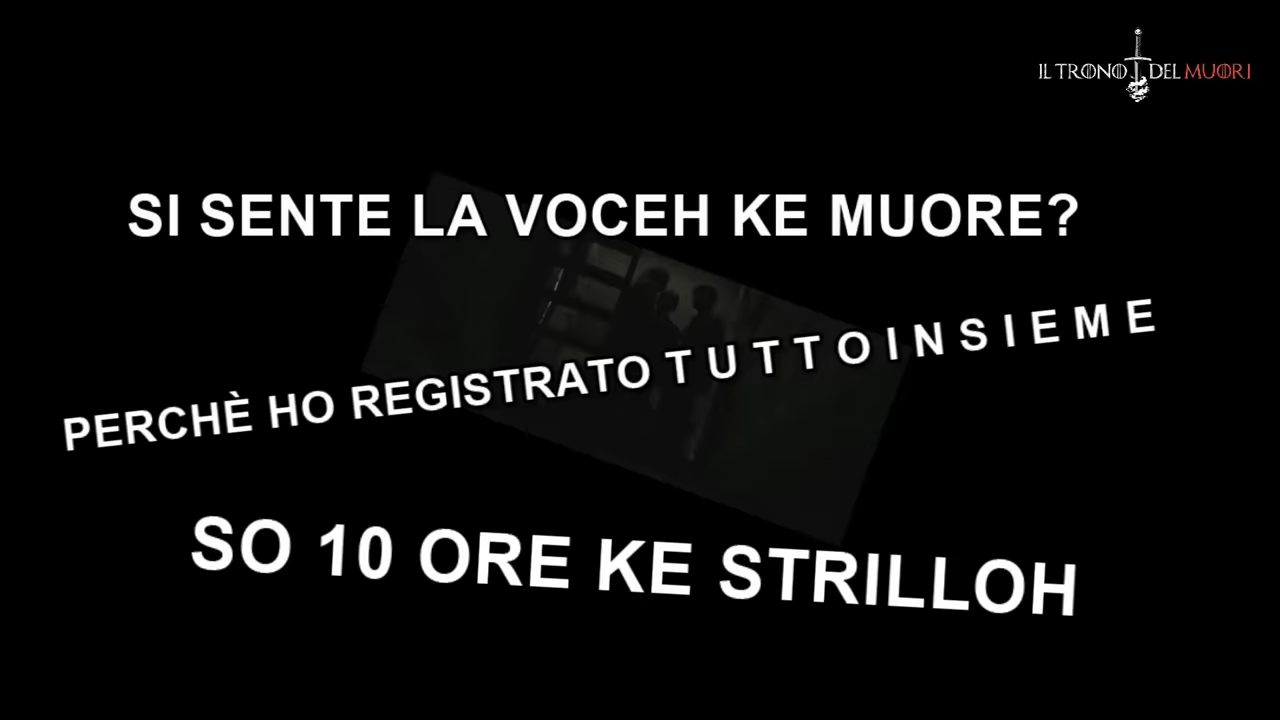 IL TRONO DEL MUORI
SI SENTE LA VOCEH KE MUORE?
PERCHÈ HO REGISTRATO T U T T O I N S I E M E
SO 10 ORE KE STRILLOH